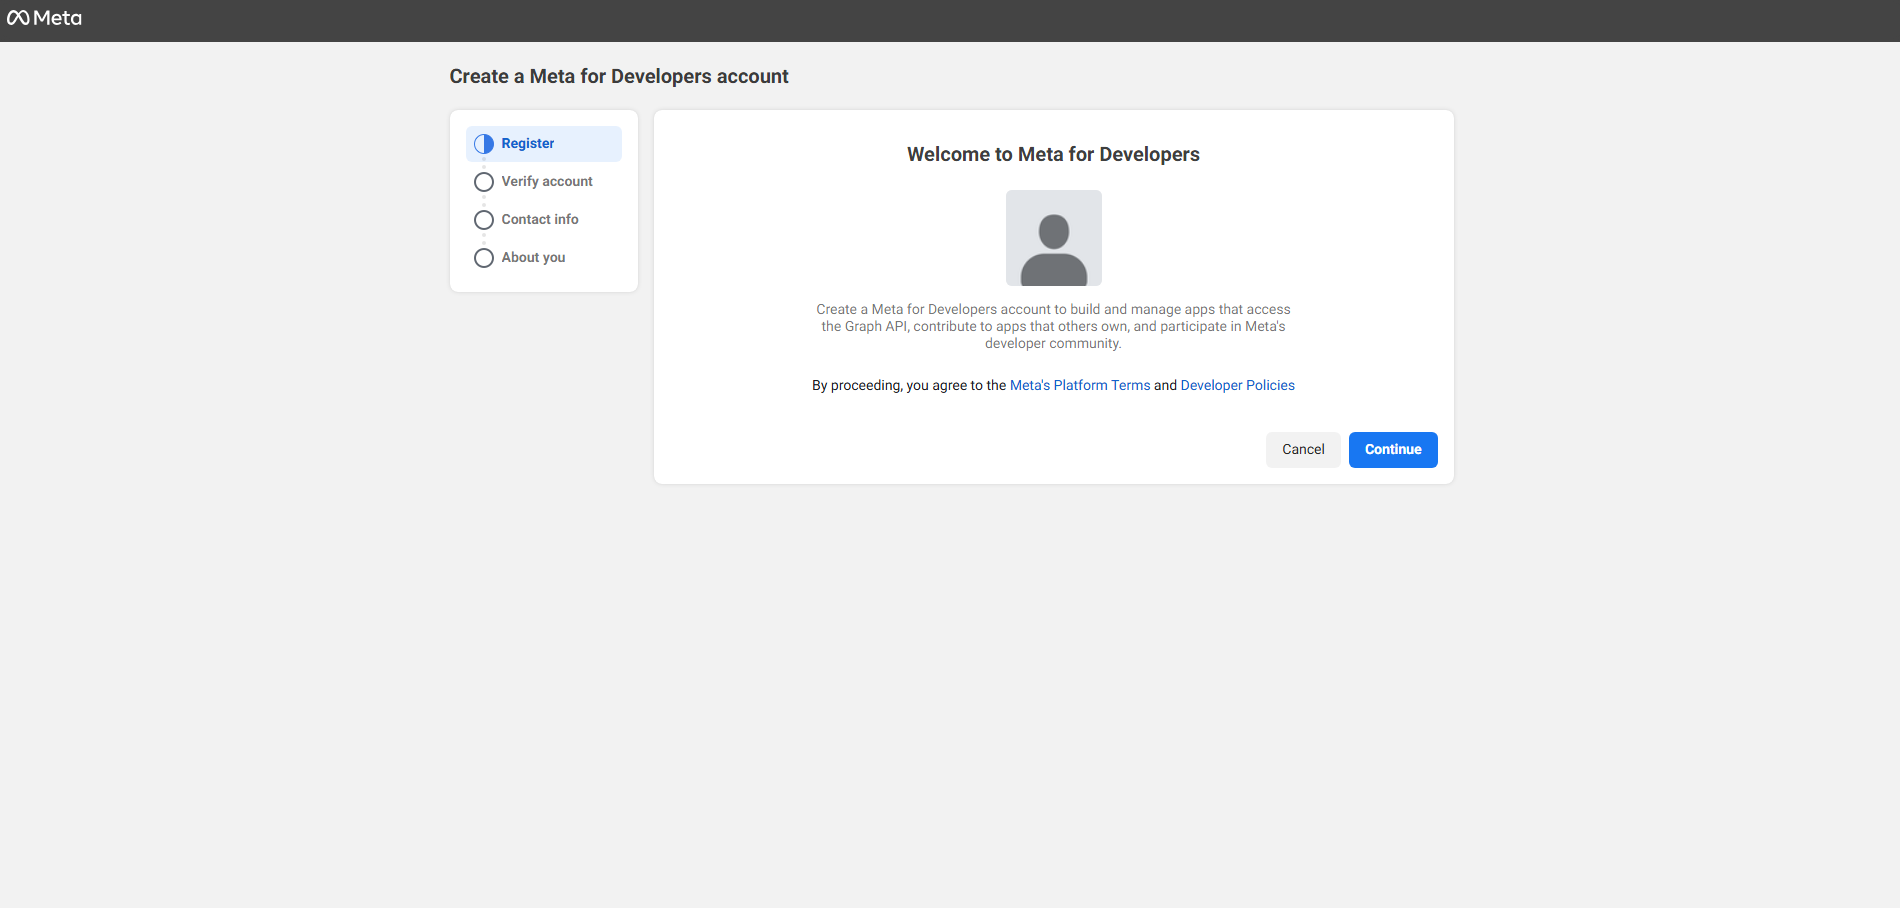 Meta
Create a Meta for Developers account
Register
Verify account
Contact info
About you
Welcome to Meta for Developers
Create a Meta for Developers account to build and manage apps that access
the Graph API, contribute to apps that others own, and participate in Meta's
developer community.
By proceeding, you agree to the Meta's Platform Terms and Developer Policies
Cancel
Continue